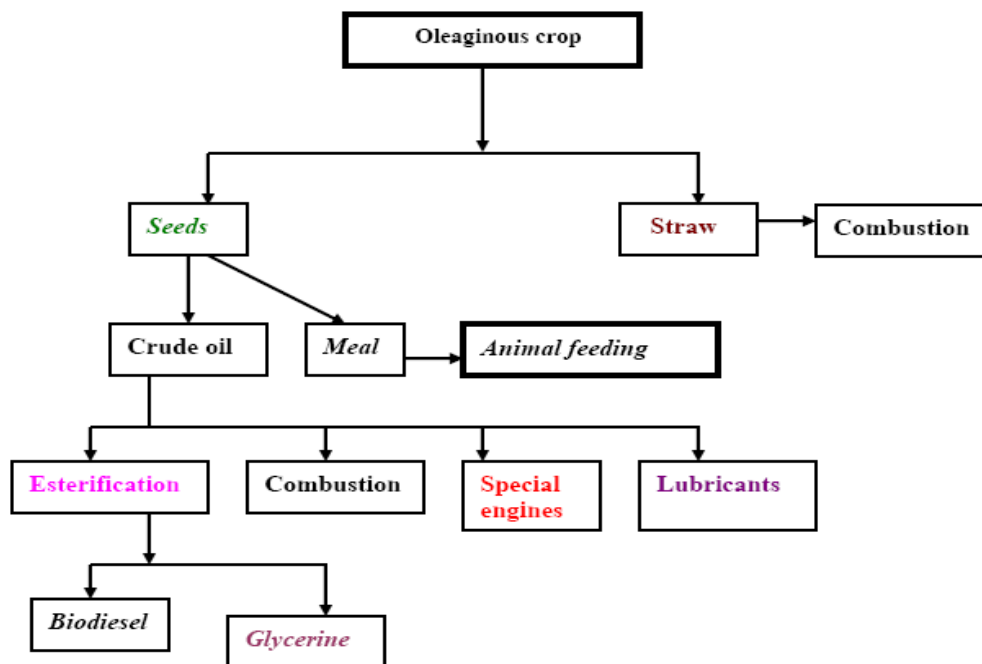 Oleaginous crop
Seeds
Straw
Combustion
Crude oil
Meal
Animal feeding
Esterification
Combustion
Special
engines
Lubricants
Biodiesel
Glycerine